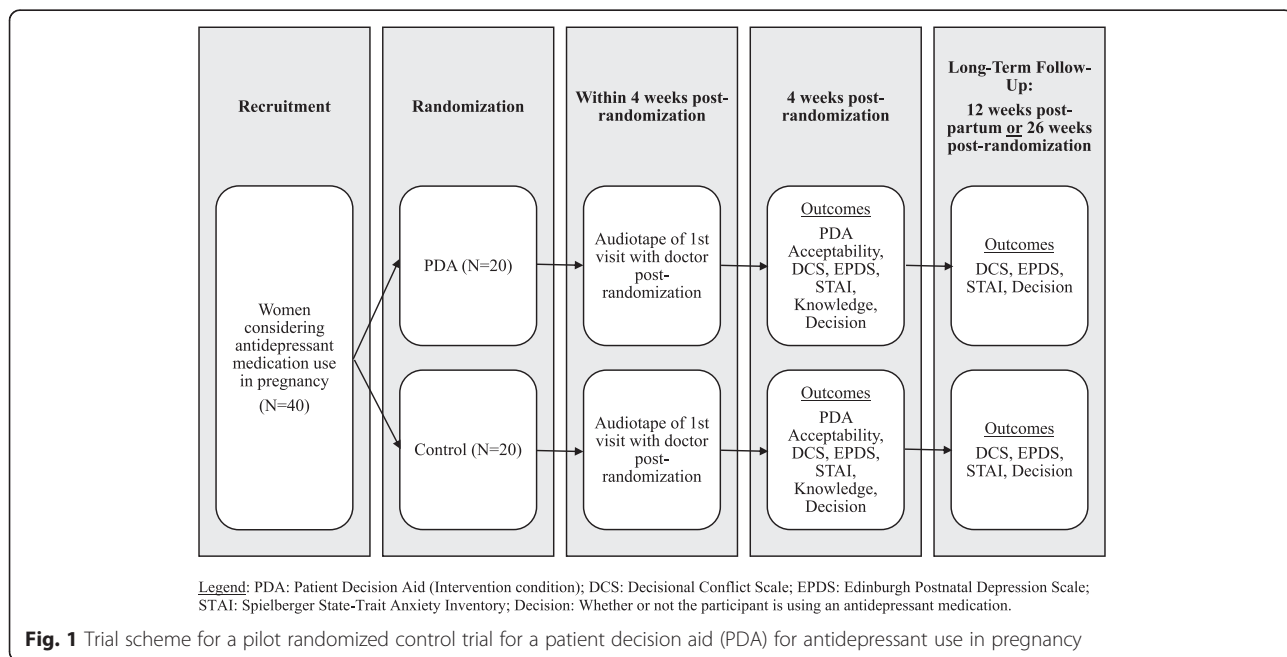 Recruitment
Randomization
Within 4 weeks post-
randomization
4 weeks post-
randomization
Long-Term Follow-
Up:
12 weeks post-
partum or 26 weeks
post-randomization
Women
considering
antidepressant
medication use
in pregnancy
(N=40)
PDA (N=20)
Audiotape of 1st
visit with doctor
post-
randomization
Outcomes
PDA
Acceptability,
DCS, EPDS,
STAI,
Knowledge,
Decision
Outcomes
DCS, EPDS,
STAI, Decision
Control (N=20)
Audiotape of 1st
visit with doctor
post-
randomization
Outcomes
PDA
Acceptability,
DCS, EPDS,
STAI,
Knowledge,
Decision
Outcomes
DCS, EPDS,
STAI, Decision
Legend: PDA: Patient Decision Aid (Intervention condition); DCS: Decisional Conflict Scale; EPDS: Edinburgh Postnatal Depression Scale;
STAI: Spielberger State-Trait Anxiety Inventory; Decision: Whether or not the participant is using an antidepressant medication.
Fig. 1 Trial scheme for a pilot randomized control trial for a patient decision aid (PDA) for antidepressant use in pregnancy